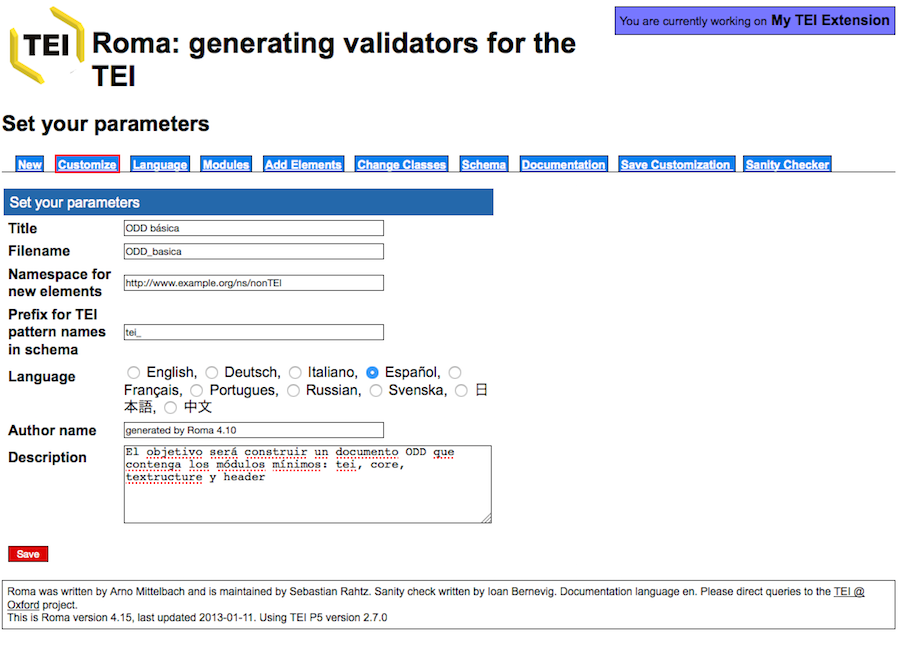 You are currently working on My TEI Extension
TEI
Roma: generating validators for the
TEI
Set your parameters
New Customize Language Modules Add Elements Change Classes Schema Documentation Save Customization Sanity Checker
Set your parameters
Title ODD básica
Filename ODD_basica
Namespace for
new elements http://www.example.org/ns/nonTEI
Prefix for TEI
pattern names tei_
in schema
Language English, Deutsch, Italiano, Español,
Français, Portugues, Russian, Svenska, 日
本語, 中文
Author name generated by Roma 4.10
Description El objetivo será construir un documento ODD que
contenga los módulos mínimos: tei, core,
textructure y header
Save
Roma was written by Arno Mittelbach and is maintained by Sebastian Rahtz. Sanity check written by Ioan Bernevig. Documentation language en. Please direct queries to the TEI @
Oxford project.
This is Roma version 4.15, last updated 2013-01-11. Using TEI P5 version 2.7.0